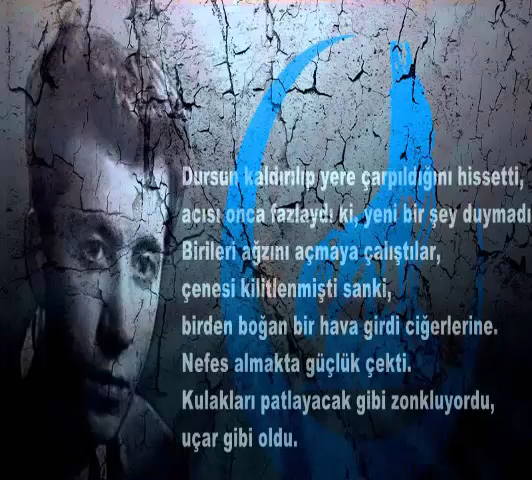 Dursun kaldırılıp yere çarpıldığını hissetti,
acısı onca fazlaydı ki, yeni bir şey duymadı
Birileri ağzını açmaya çalıştılar,
çenesi kilitlenmişti sanki,
birden boğan bir hava girdi ciğerlerine.
Nefes almakta güçlük çekti.
Kulakları patlayacak gibi zonkluyordu,
uçar gibi oldu.